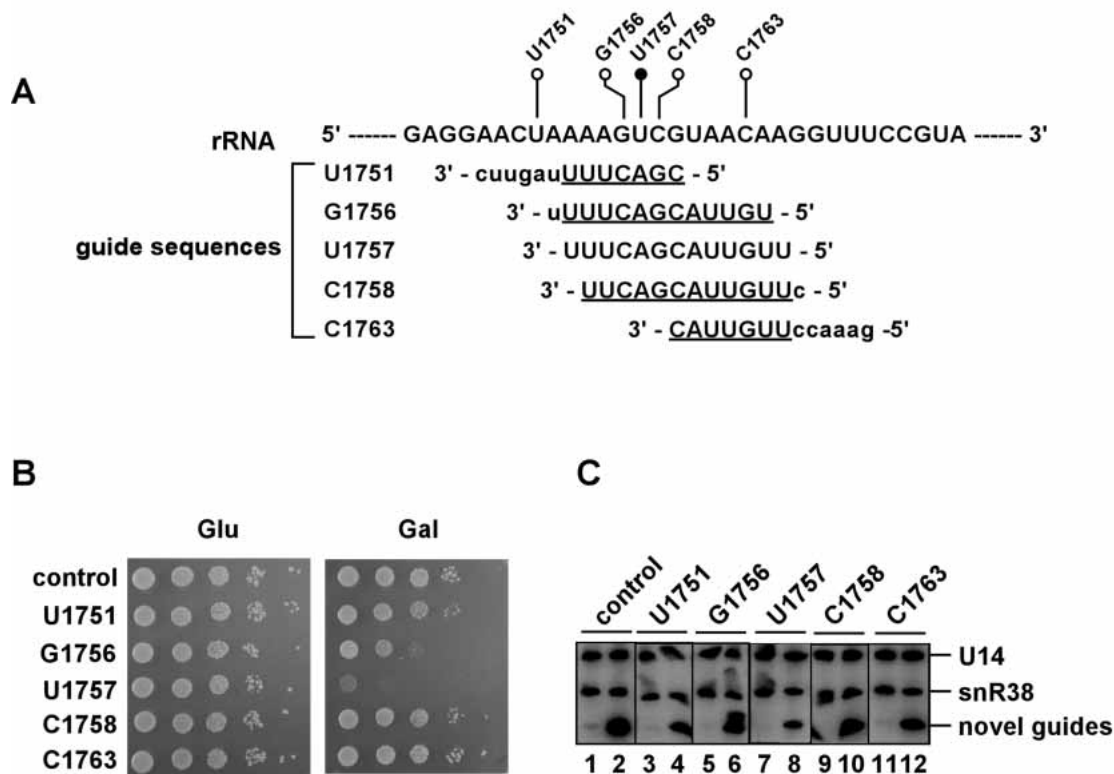 A
U1751
G1756
U1757
C1758
C1763
rRNA
5' ------ GAGGAACUAAAAGUCGUAACAAGGUUUCCGUA ------ 3'
guide sequences
U1751 3' - cuugauUUUCAGC - 5'
G1756 3' - uUUUCAGCAUUGU - 5'
U1757 3' - UUUCAGCAUUGUU - 5'
C1758 3' - UUCAGCAUUGUUc - 5'
C1763 3' - CAUUGUUccaaag -5'
B
Glu Gal
control
U1751
G1756
U1757
C1758
C1763
C
control U1751 G1756 U1757 C1758 C1763
U14
snR38
novel guides
1 2 3 4 5 6 7 8 9 10 11 12